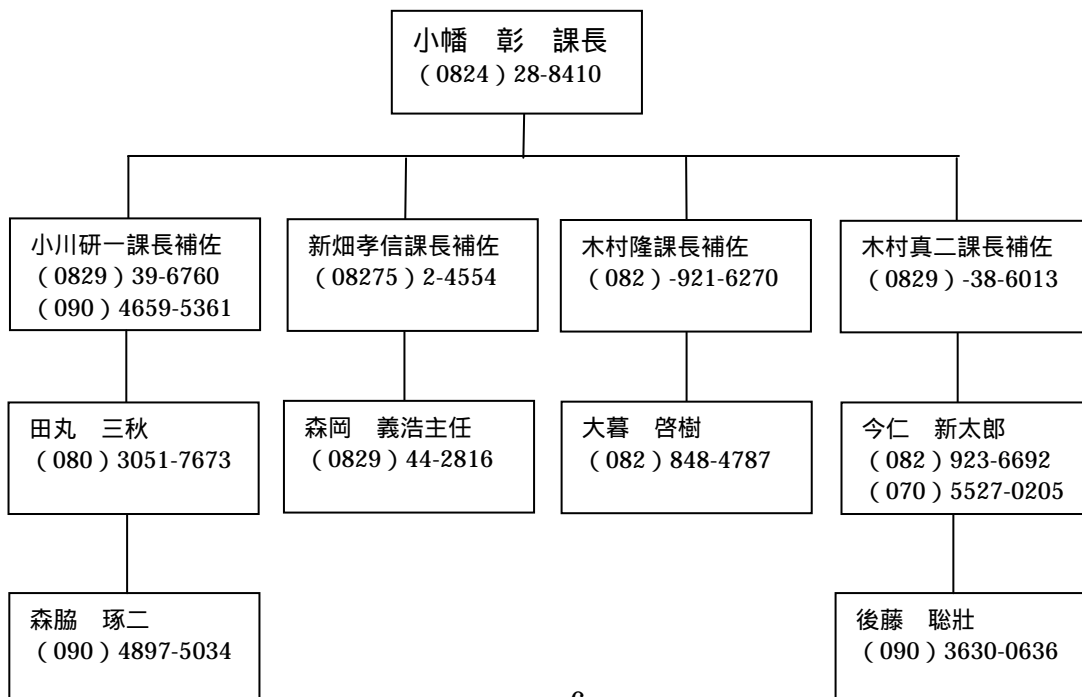 小幡　彰　課長
（0824）28-8410
小川研一課長補佐
（0829）39-6760
（090）4659-5361
新畑孝信課長補佐
（08275）2-4554
木村隆課長補佐
（082）-921-6270
木村真二課長補佐
（0829）-38-6013
田丸　三秋
（080）3051-7673
森岡　義浩主任
（0829）44-2816
大暮　啓樹
（082）848-4787
今仁　新太郎
（082）923-6692
（070）5527-0205
森脇　琢二
（090）4897-5034
後藤　聡壮
（090）3630-0636